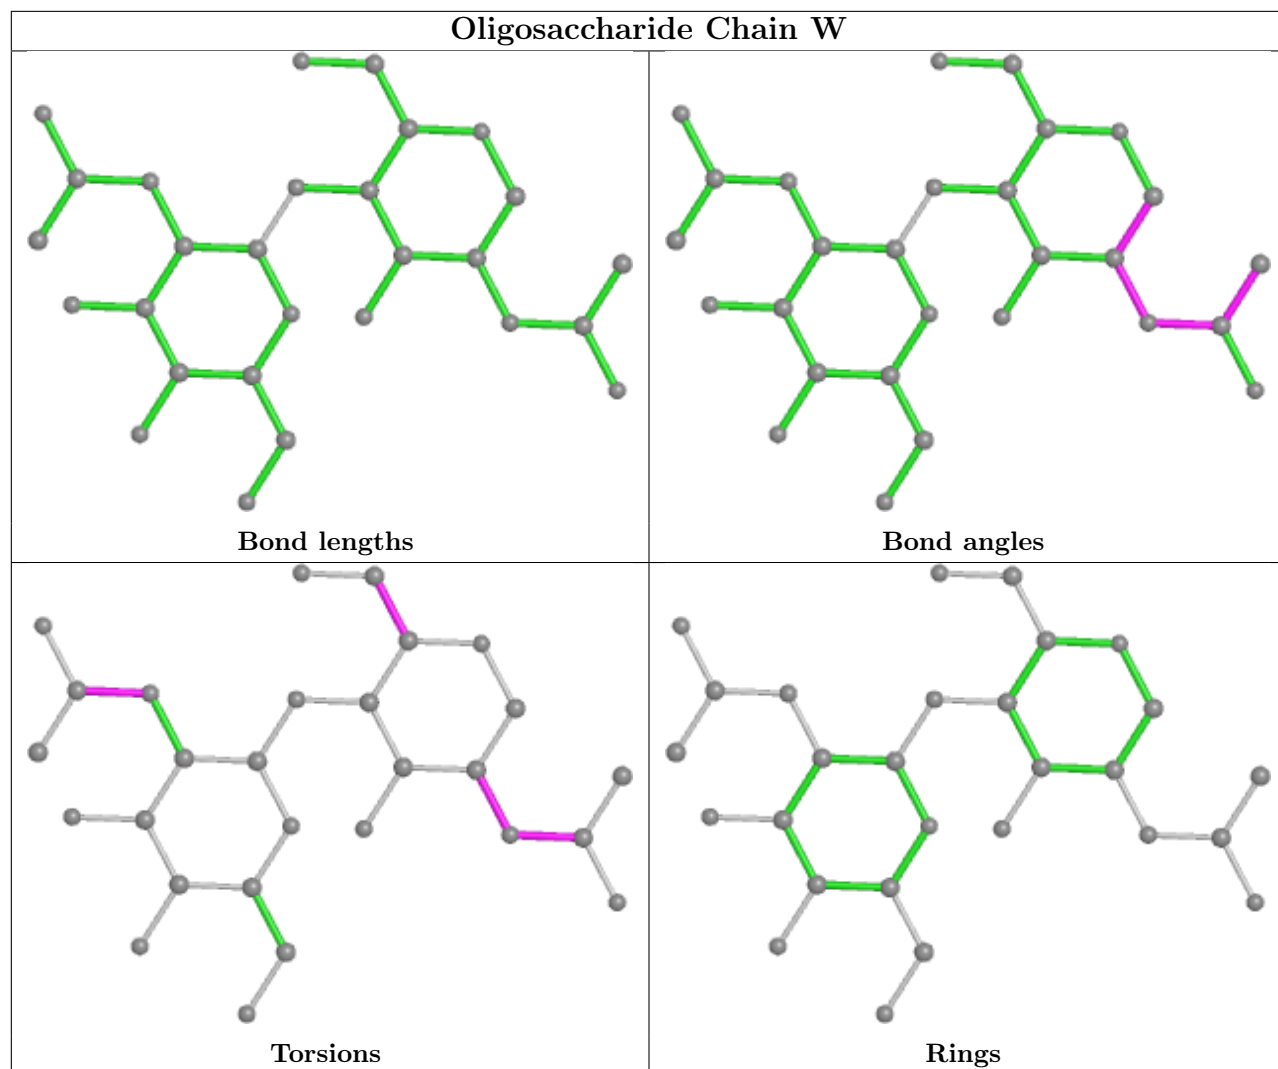 Oligosaccharide Chain W
Bond lengths
Bond angles
Torsions
Rings